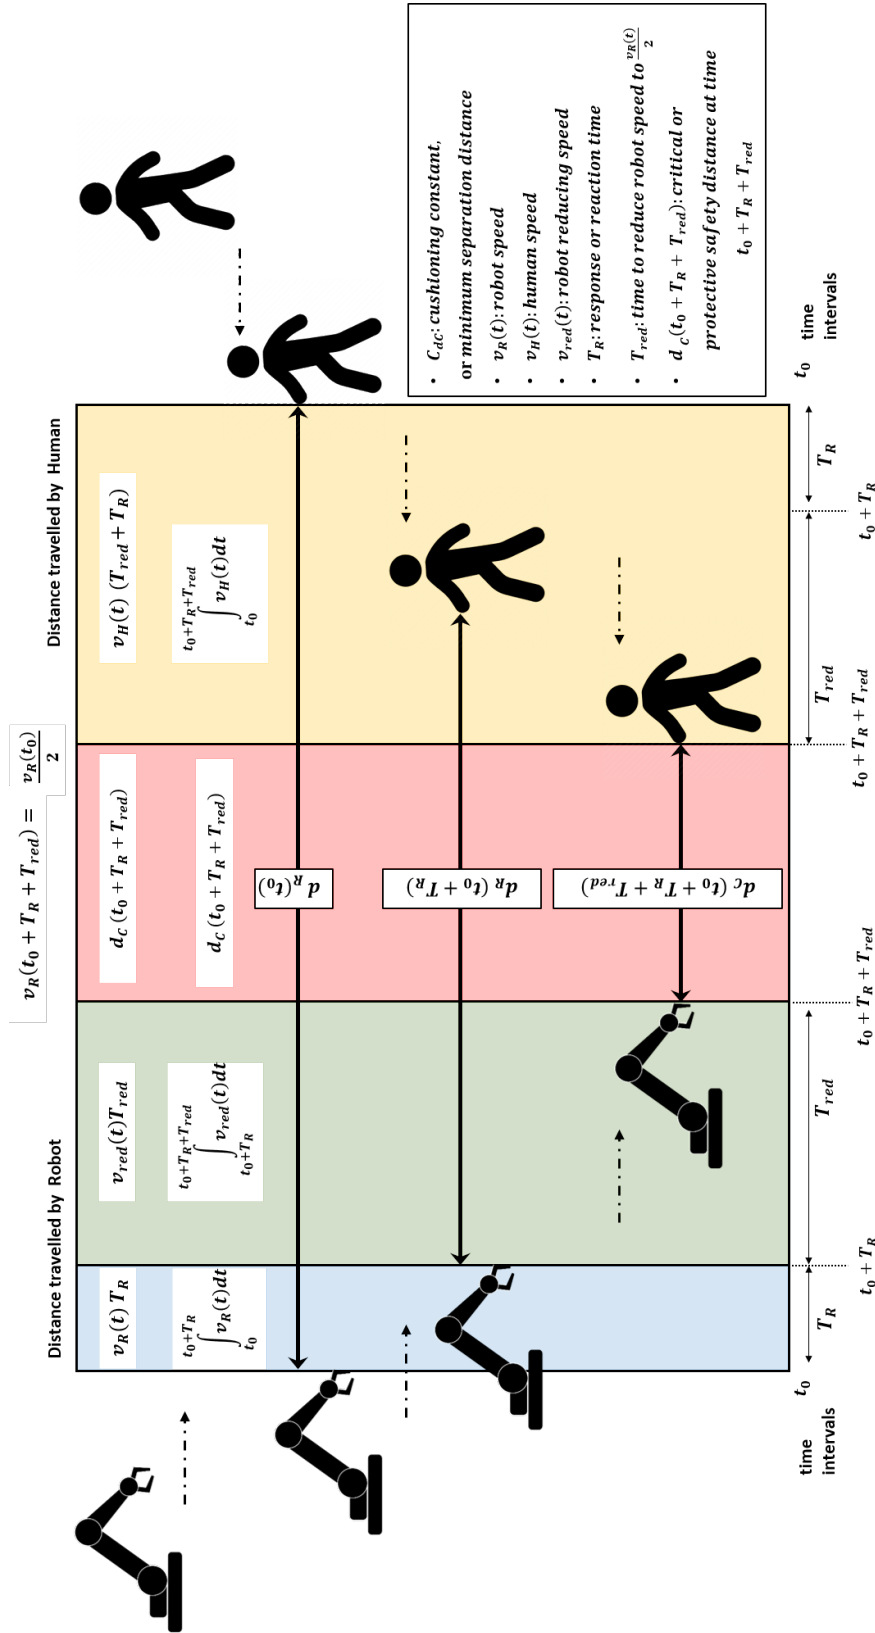 v_R(t_0 + T_R + T_red) = v_R(t_0)/2
Distance travelled by Robot
Distance travelled by Human
v_R(t) T_R
v_red(t)T_red
d_C (t_0 + T_R + T_red)
v_H(t) (T_red + T_R)
∫_{t_0}^{t_0+T_R} v_R(t)dt
∫_{t_0+T_R}^{t_0+T_R+T_red} v_red(t)dt
d_C (t_0 + T_R + T_red)
∫_{t_0}^{t_0+T_R+T_red} v_H(t)dt
d_R(t_0)
d_R (t_0 + T_R)
d_C (t_0 + T_R + T_red)
time
intervals
t_0
T_R
T_red
T_red
T_R
t_0
time
intervals
t_0 + T_R
t_0 + T_R + T_red
t_0 + T_R + T_red
t_0 + T_R
• C_dC: cushioning constant,
or minimum separation distance
• v_R(t): robot speed
• v_H(t): human speed
• v_red(t): robot reducing speed
• T_R: response or reaction time
• T_red: time to reduce robot speed to v_R(t)/2
• d_c(t_0 + T_R + T_red): critical or
protective safety distance at time
t_0 + T_R + T_red